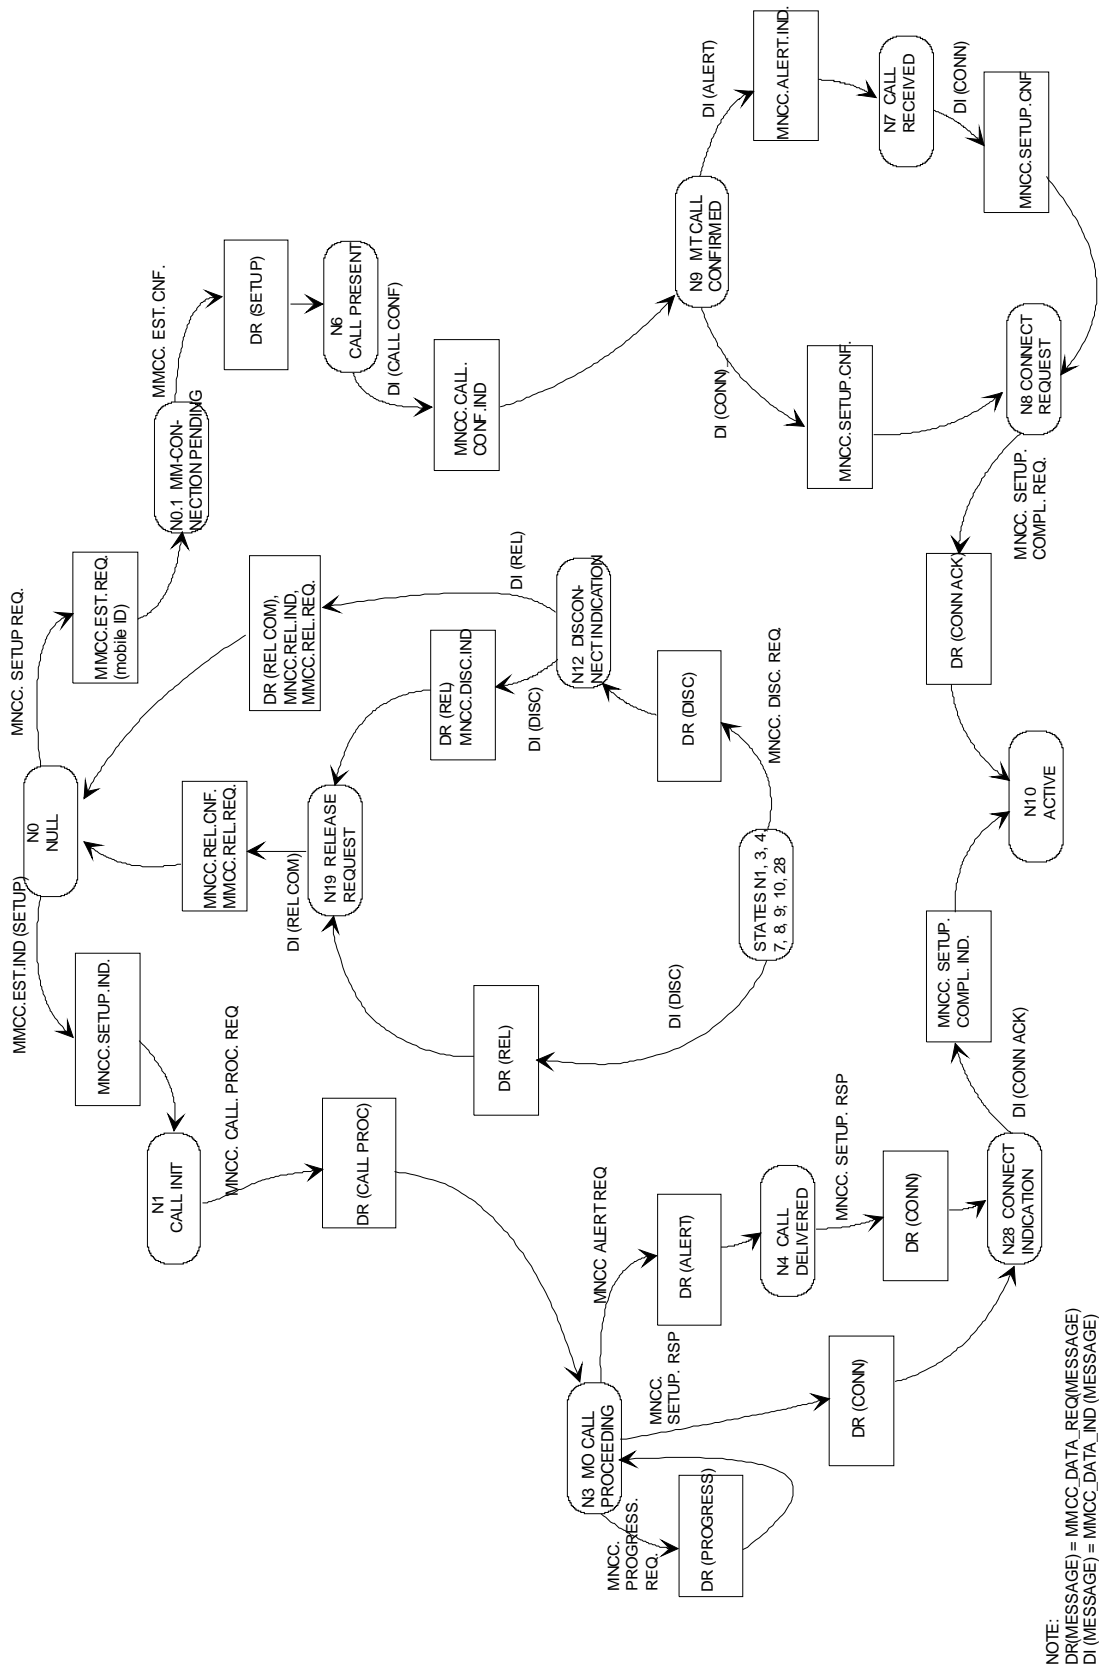 MNCC. SETUP REQ.
N0
NULL
MMCC.EST.IND (SETUP)
MMCC.EST.REQ.
(mobile ID)
MNCC.SETUP.IND.
MMCC. EST. CNF.
N0.1 MM-CON-
NECTION PENDING
N1
CALL INIT
MNCC.REL.CNF.
MMCC.REL.REQ.
MNCC. CALL. PROC. REQ
DR (SETUP)
DR (REL COM),
MNCC.REL.IND,
MMCC.REL.REQ.
DI (REL COM)
N6
CALL PRESENT
N19 RELEASE
REQUEST
DR (CALL PROC)
DI (CALL CONF)
MNCC.CALL.
CONF.IND
DR (REL)
MNCC.DISC.IND
DR (REL)
DI (REL)
DI (DISC)
N12 DISCON-
NECT INDICATION
N3 MO CALL
PROCEEDING
MNCC ALERT REQ
MNCC.
PROGRESS.
REQ.
MNCC.
SETUP. RSP
DR (DISC)
DI (DISC)
DR (ALERT)
DR (PROGRESS)
N9 MT CALL
CONFIRMED
DI (ALERT)
DI (CONN)
MNCC. DISC. REQ.
MNCC.ALERT.IND.
STATES N1, 3, 4,
7, 8, 9; 10, 28
N4 CALL
DELIVERED
MNCC.SETUP.CNF.
MNCC. SETUP. RSP
DR (CONN)
DR (CONN)
N7 CALL
RECEIVED
DI (CONN)
DR (CONN ACK)
MNCC. SETUP.
COMPL. IND.
MNCC.SETUP.CNF
N28 CONNECT
INDICATION
DI (CONN ACK)
N8 CONNECT
REQUEST
MNCC. SETUP.
COMPL. REQ.
N10
ACTIVE
NOTE:
DR(MESSAGE) = MMCC_DATA_REQ(MESSAGE)
DI (MESSAGE) = MMCC_DATA_IND (MESSAGE)